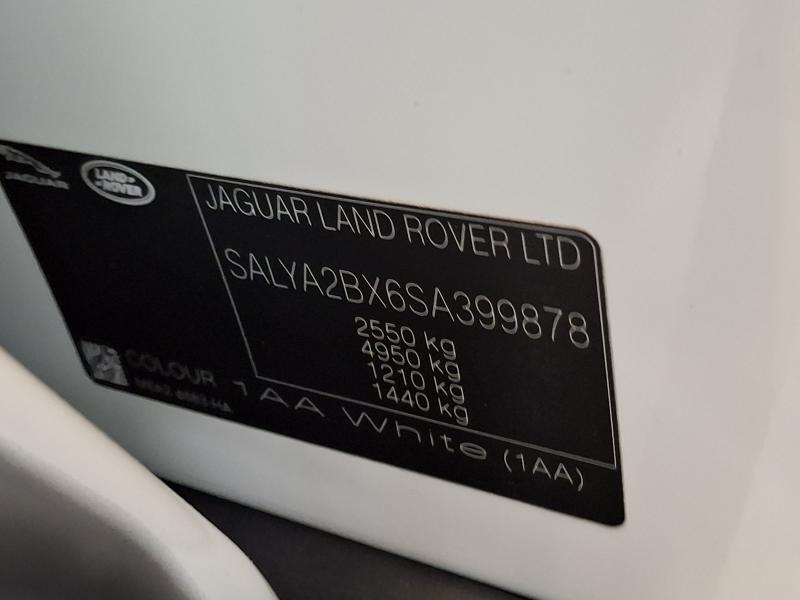 JAGUAR
LAND
ROVER
JAGUAR LAND ROVER LTD
SALYA2BX6SA399878
2550 kg
4950 kg
1210 kg
1440 kg
COLOUR
1AA White (1AA)